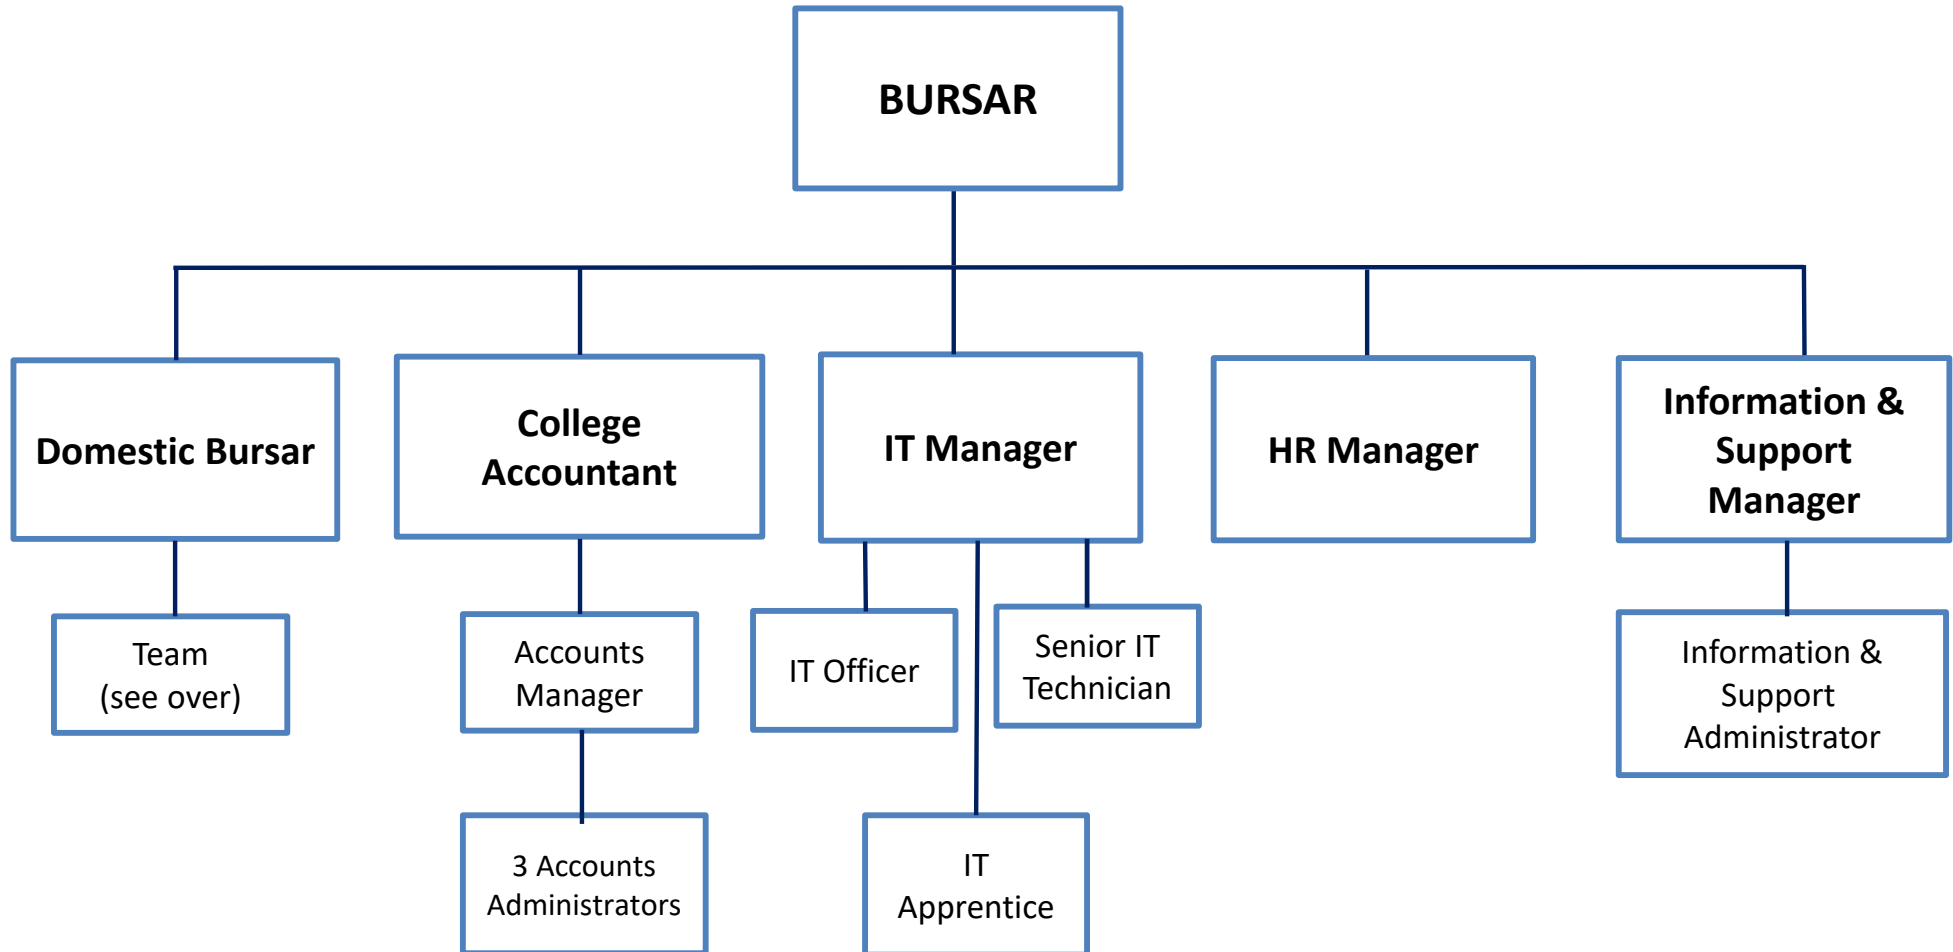 BURSAR
Domestic Bursar
College
Accountant
IT Manager
HR Manager
Information &
Support
Manager
Team
(see over)
Accounts
Manager
IT Officer
Senior IT
Technician
Information &
Support
Administrator
3 Accounts
Administrators
IT
Apprentice